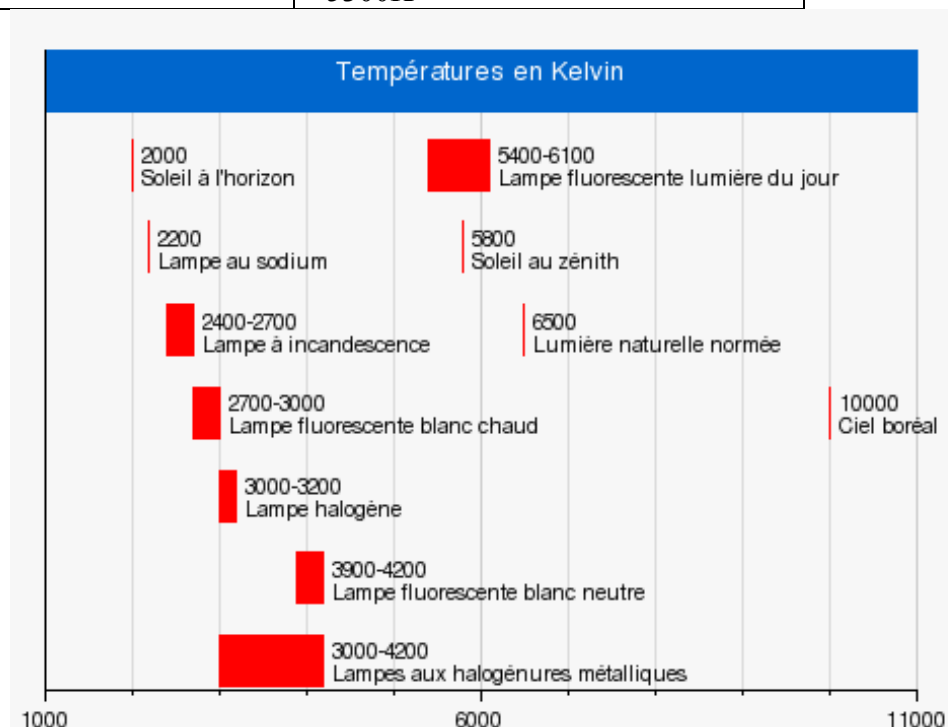 Températures en Kelvin
2000
Soleil à l'horizon
5400-6100
Lampe fluorescente lumière du jour
2200
Lampe au sodium
5800
Soleil au zénith
2400-2700
Lampe à incandescence
6500
Lumière naturelle normée
2700-3000
Lampe fluorescente blanc chaud
10000
Ciel boréal
3000-3200
Lampe halogène
3900-4200
Lampe fluorescente blanc neutre
3000-4200
Lampes aux halogénures métalliques
1000 6000 11000